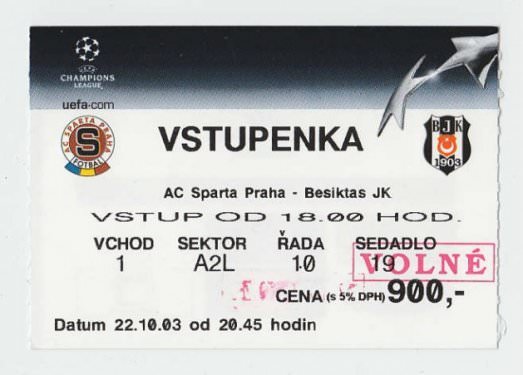 UEFA
CHAMPIONS
LEAGUE
uefa.com
AC SPARTA PRAHA
S
FOTBAL
VSTUPENKA
BJK
1903
AC Sparta Praha - Besiktas JK
VSTUP OD 18.00 HOD.
VCHOD SEKTOR ŘADA SEDADLO
1 A2L 10 19
VOLNÉ
CENA (s 5% DPH) 900,-
Datum 22.10.03 od 20.45 hodin